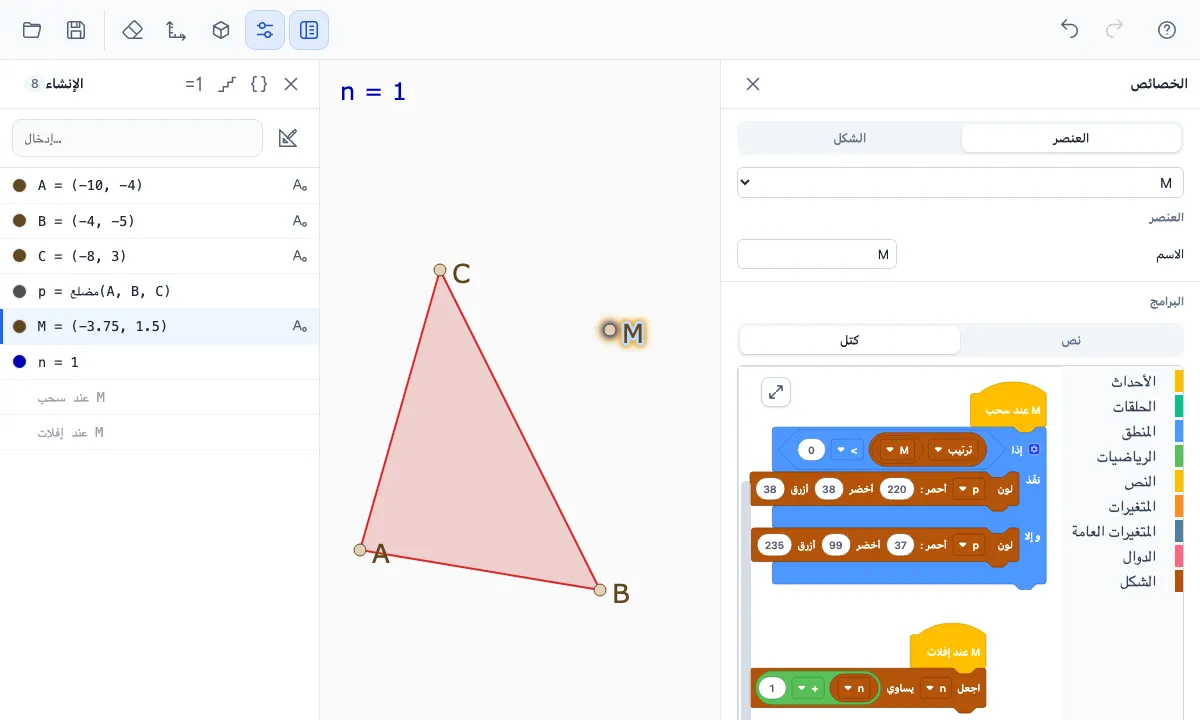 الإنشاء 8
=1
{ }
إدخال...
A = (−10, −4)
B = (−4, −5)
C = (−8, 3)
p = مضلع(A, B, C)
M = (−3.75, 1.5)
n = 1
M عند سحب
M عند إفلات
n = 1
C
M
A
B
الخصائص
العنصر
الشكل
M
العنصر
الاسم
M
البرامج
نص
كتل
الأحداث
الحلقات
المنطق
الرياضيات
النص
المتغيرات
المتغيرات العامة
الدوال
الشكل
M عند سحب
إذا ترتيب M > 0
نفّذ لون p أحمر: 220 أخضر 38 أزرق 38
وإلا لون p أحمر: 37 أخضر 99 أزرق 235
M عند إفلات
اجعل n يساوي n + 1